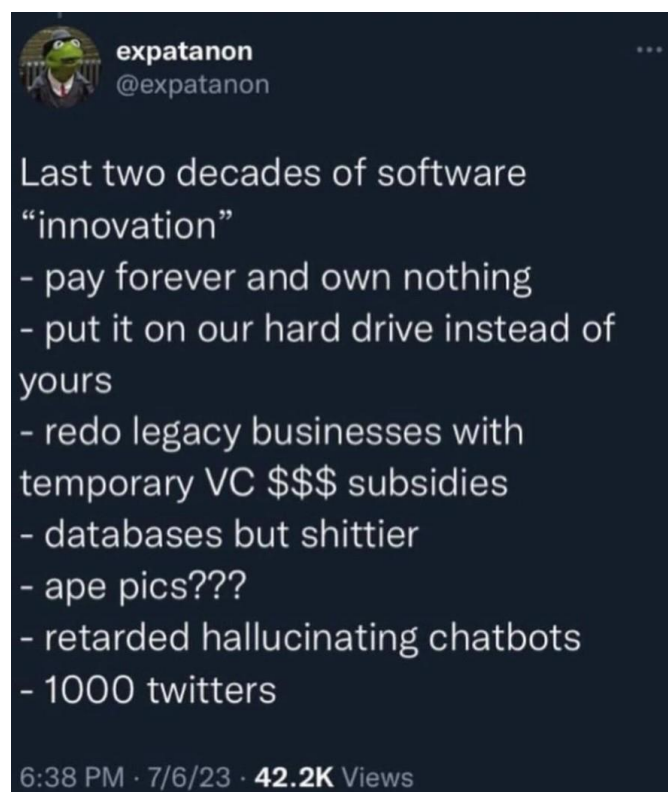 expatanon
@expatanon
Last two decades of software
“innovation”
- pay forever and own nothing
- put it on our hard drive instead of
yours
- redo legacy businesses with
temporary VC $$$ subsidies
- databases but shittier
- ape pics???
- retarded hallucinating chatbots
- 1000 twitters
6:38 PM · 7/6/23 · 42.2K Views